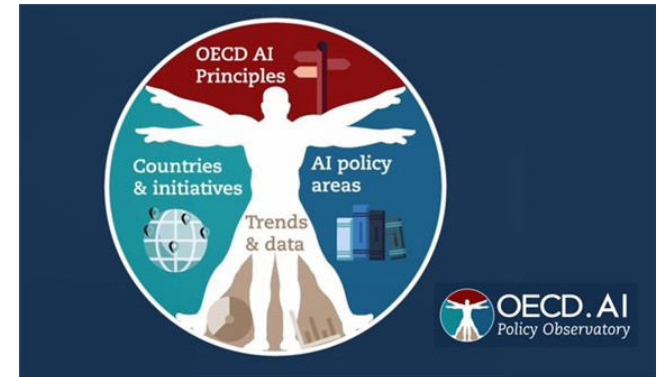 OECD AI
Principles
Countries
& initiatives
AI policy
areas
Trends
& data
OECD.AI
Policy Observatory